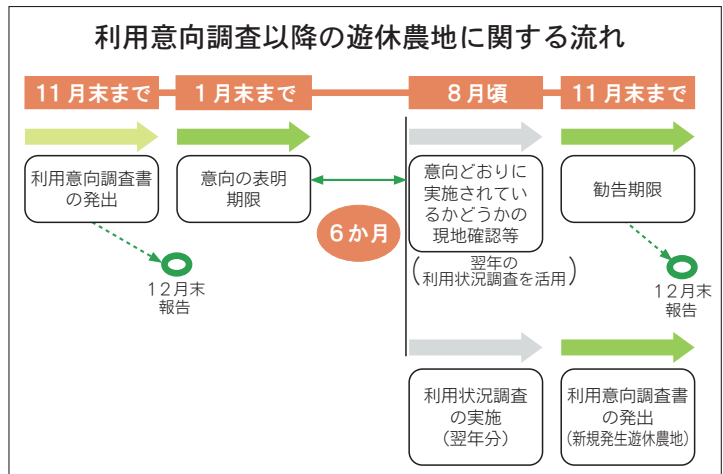 利用意向調査以降の遊休農地に関する流れ
11月末まで
1月末まで
8月頃
11月末まで
利用意向調査書
の発出
意向の表明
期限
意向どおりに
実施されてい
るかどうかの
現地確認等
勧告期限
6か月
(翌年の
利用状況調査を活用)
12月末
報告
12月末
報告
利用状況調査
の実施
(翌年分)
利用意向調査書
の発出
(新規発生遊休農地)